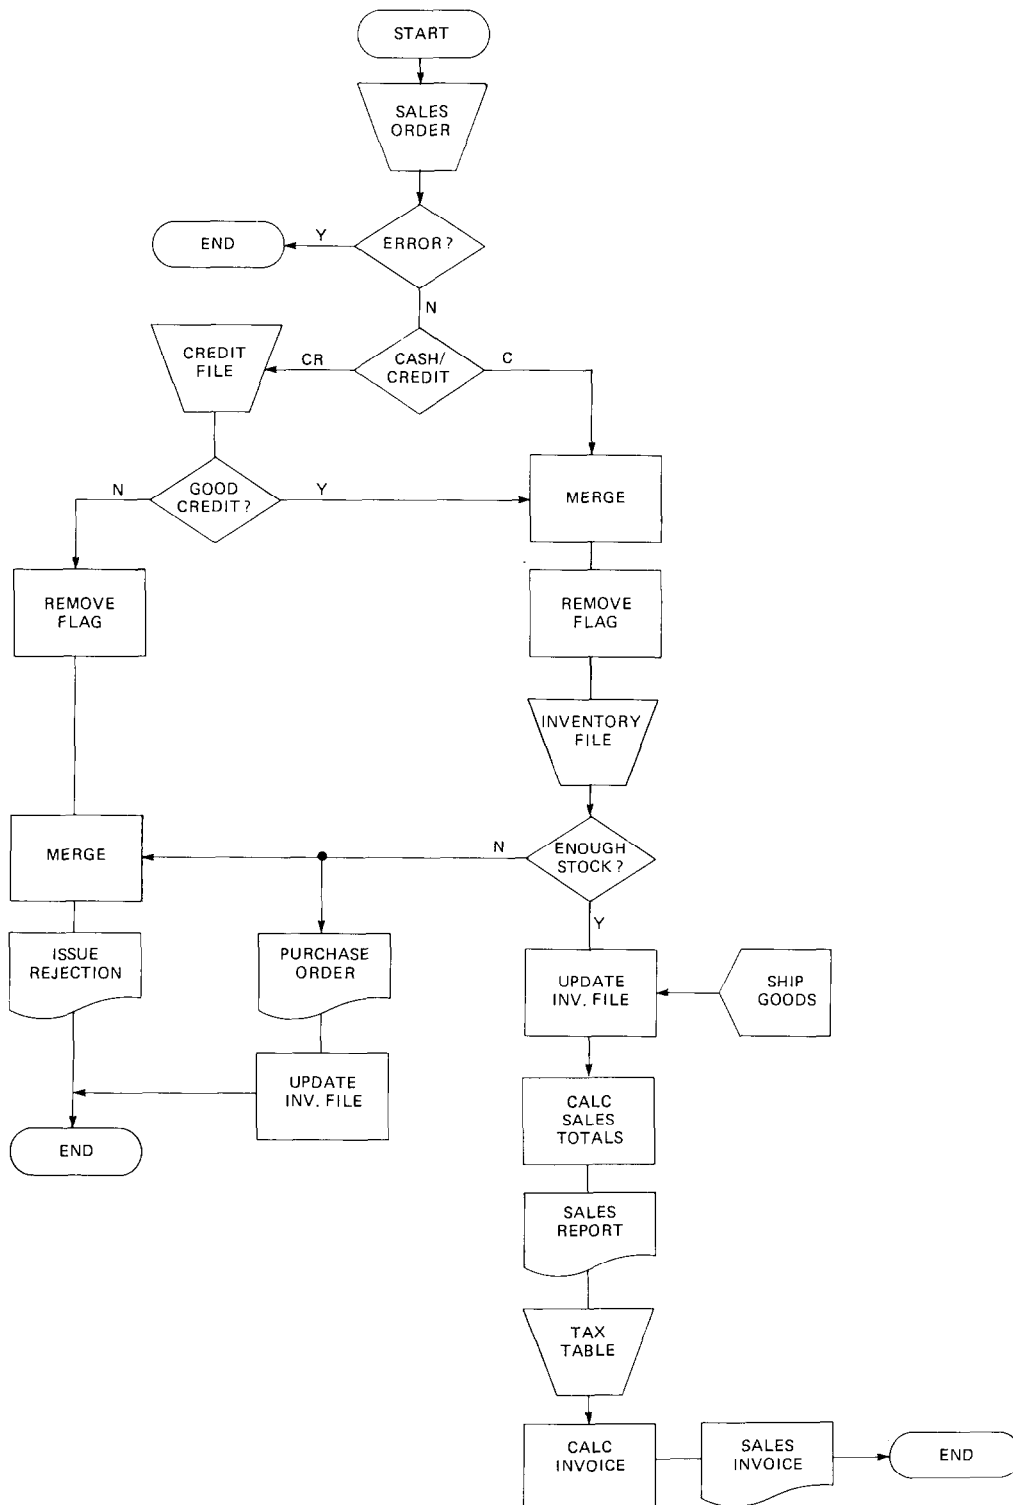 START
SALES
ORDER
END
Y
ERROR?
N
CREDIT
FILE
CR
CASH/
CREDIT
C
N
GOOD
CREDIT?
Y
MERGE
REMOVE
FLAG
REMOVE
FLAG
INVENTORY
FILE
MERGE
N
ENOUGH
STOCK?
Y
ISSUE
REJECTION
PURCHASE
ORDER
UPDATE
INV. FILE
SHIP
GOODS
UPDATE
INV. FILE
CALC
SALES
TOTALS
END
SALES
REPORT
TAX
TABLE
CALC
INVOICE
SALES
INVOICE
END